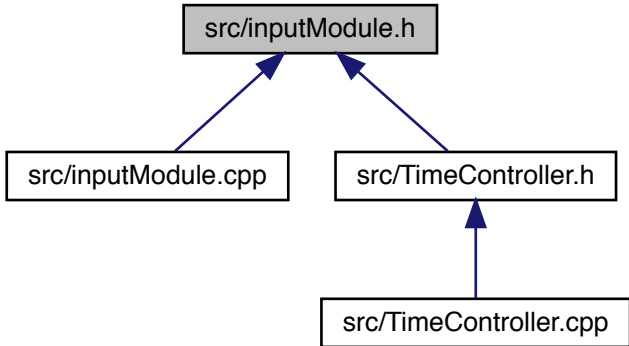 src/inputModule.h
src/inputModule.cpp
src/TimeController.h
src/TimeController.cpp